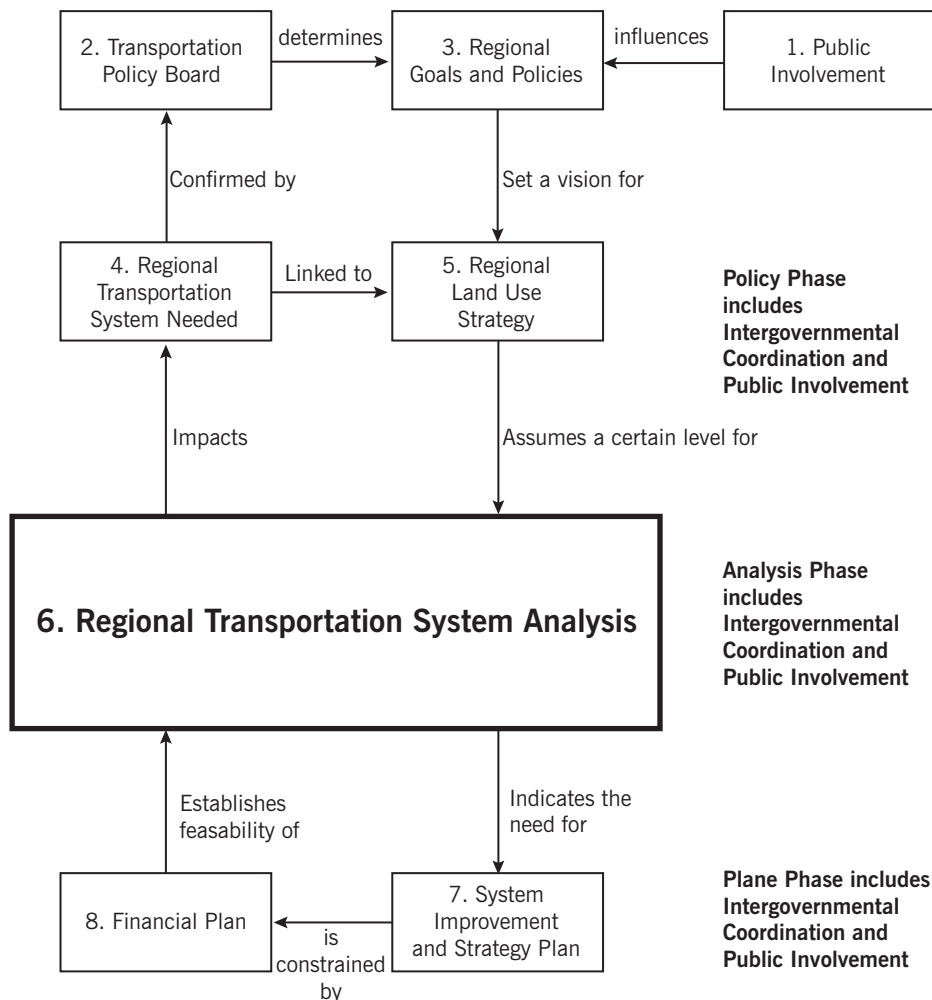 2. Transportation
Policy Board
determines
3. Regional
Goals and Policies
influences
1. Public
Involvement
Confirmed by
Set a vision for
4. Regional
Transportation
System Needed
Linked to
5. Regional
Land Use
Strategy
Policy Phase
includes
Intergovernmental
Coordination and
Public Involvement
Impacts
Assumes a certain level for
6. Regional Transportation System Analysis
Analysis Phase
includes
Intergovernmental
Coordination and
Public Involvement
Establishes
feasability of
Indicates the
need for
8. Financial Plan
is
constrained
by
7. System
Improvement
and Strategy Plan
Plane Phase includes
Intergovernmental
Coordination and
Public Involvement